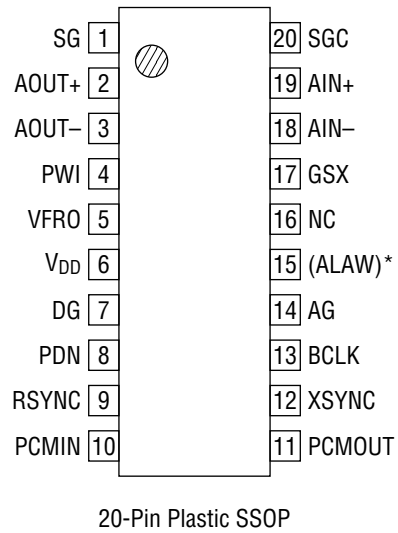 SG 1 20 SGC
AOUT+ 2 19 AIN+
AOUT– 3 18 AIN–
PWI 4 17 GSX
VFRO 5 16 NC
VDD 6 15 (ALAW)*
DG 7 14 AG
PDN 8 13 BCLK
RSYNC 9 12 XSYNC
PCMIN 10 11 PCMOUT
20-Pin Plastic SSOP